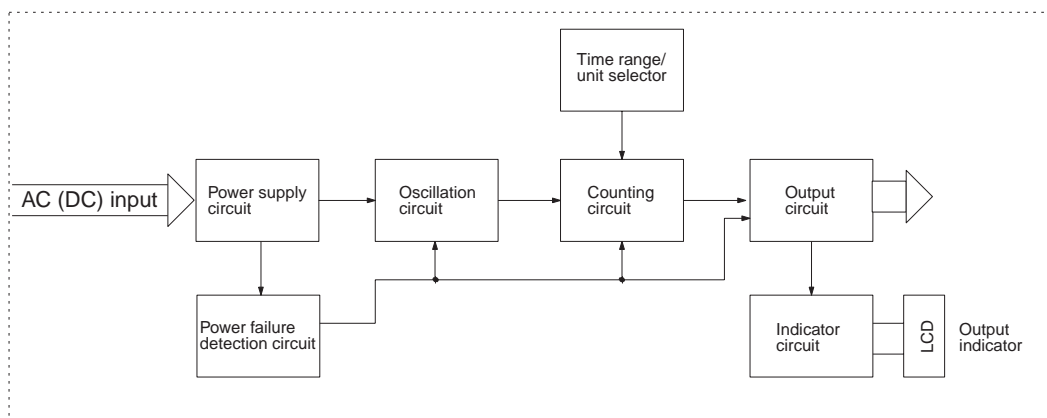 Time range/
unit selector
AC (DC) input
Power supply
circuit
Oscillation
circuit
Counting
circuit
Output
circuit
Power failure
detection circuit
Indicator
circuit
LCD
Output
indicator